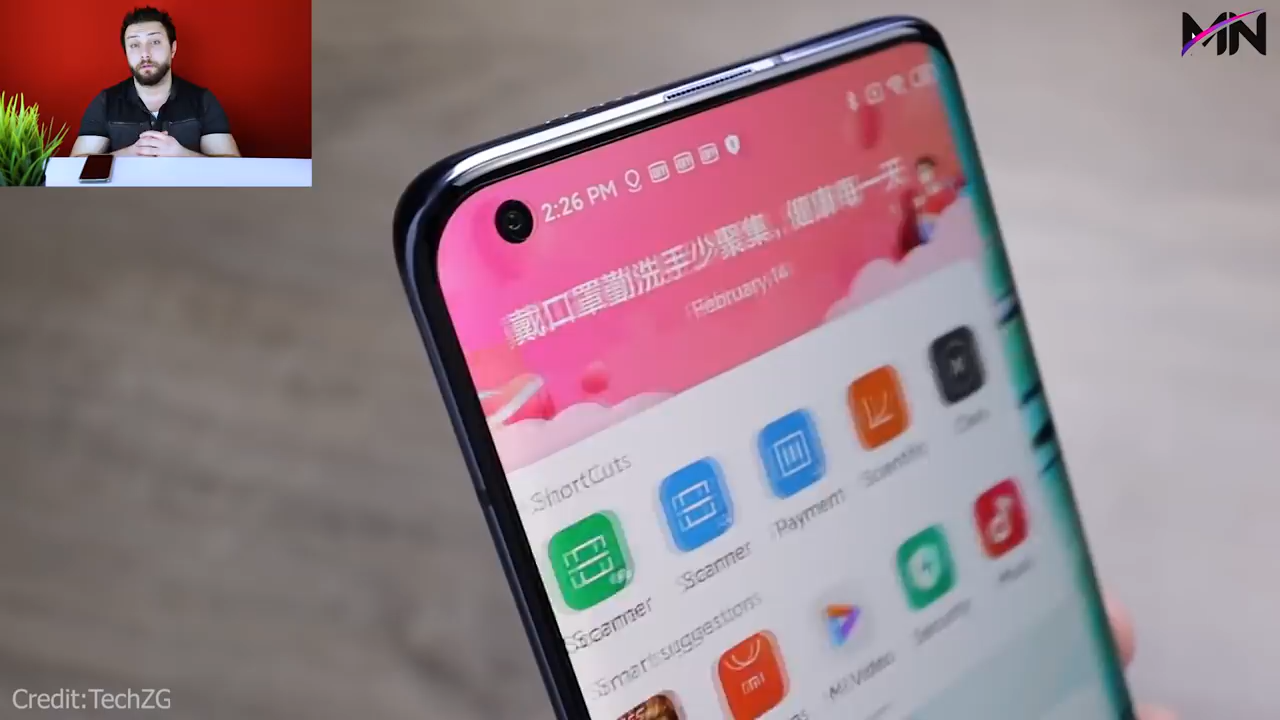 MN
2:26 PM
戴口罩勤洗手少聚集，健康每一天
February 14
ShortCuts
Scanner
Scanner
Payment
Scientific
Smart suggestions
Mi Video
Security
Music
Credit:TechZG